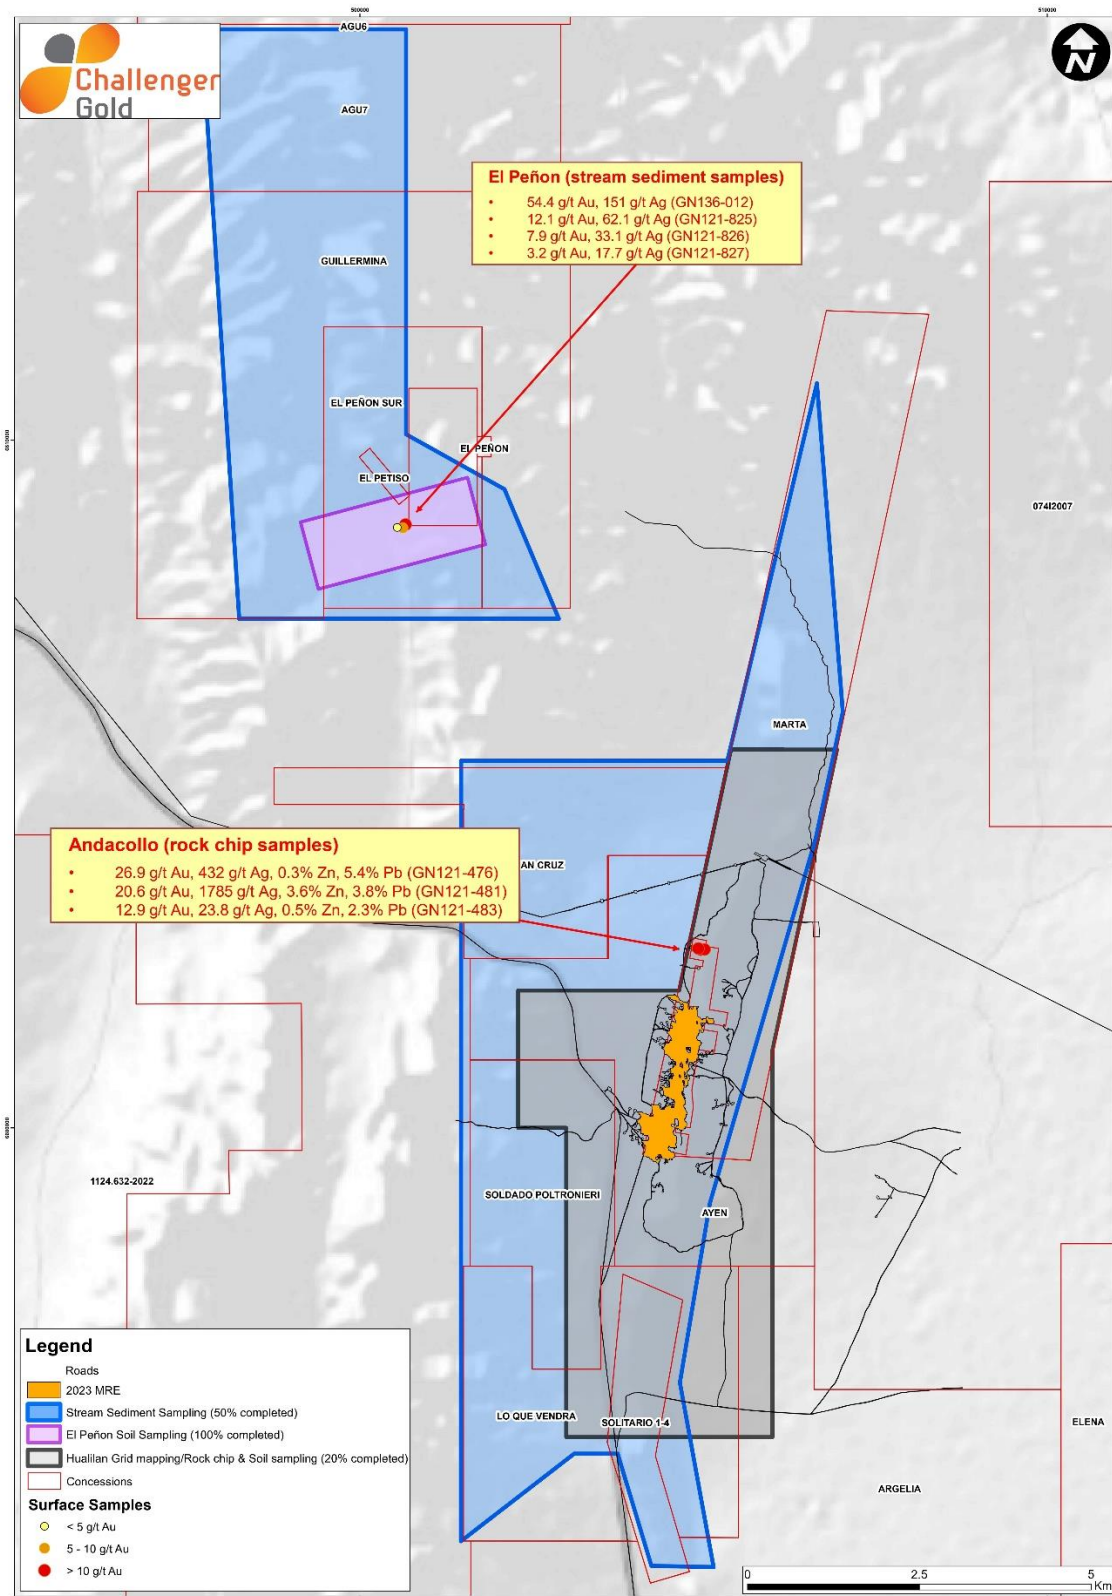 500000
510000
Challenger
Gold
N
AGU6
AGU7
El Peñon (stream sediment samples)
• 54.4 g/t Au, 151 g/t Ag (GN136-012)
• 12.1 g/t Au, 62.1 g/t Ag (GN121-825)
• 7.9 g/t Au, 33.1 g/t Ag (GN121-826)
• 3.2 g/t Au, 17.7 g/t Ag (GN121-827)
GUILLERMINA
EL PEÑON SUR
EL PEÑON
EL PETISO
074I2007
MARTA
Andacollo (rock chip samples)
• 26.9 g/t Au, 432 g/t Ag, 0.3% Zn, 5.4% Pb (GN121-476)
• 20.6 g/t Au, 1785 g/t Ag, 3.6% Zn, 3.8% Pb (GN121-481)
• 12.9 g/t Au, 23.8 g/t Ag, 0.5% Zn, 2.3% Pb (GN121-483)
AN CRUZ
1124.632-2022
SOLDADO POLTRONIERI
AYEN
LO QUE VENDRA
SOLITARIO 1-4
ELENA
ARGELIA
Legend
Roads
2023 MRE
Stream Sediment Sampling (50% completed)
El Peñon Soil Sampling (100% completed)
Hualilan Grid mapping/Rock chip & Soil sampling (20% completed)
Concessions
Surface Samples
< 5 g/t Au
5 - 10 g/t Au
> 10 g/t Au
0 2.5 5
Km